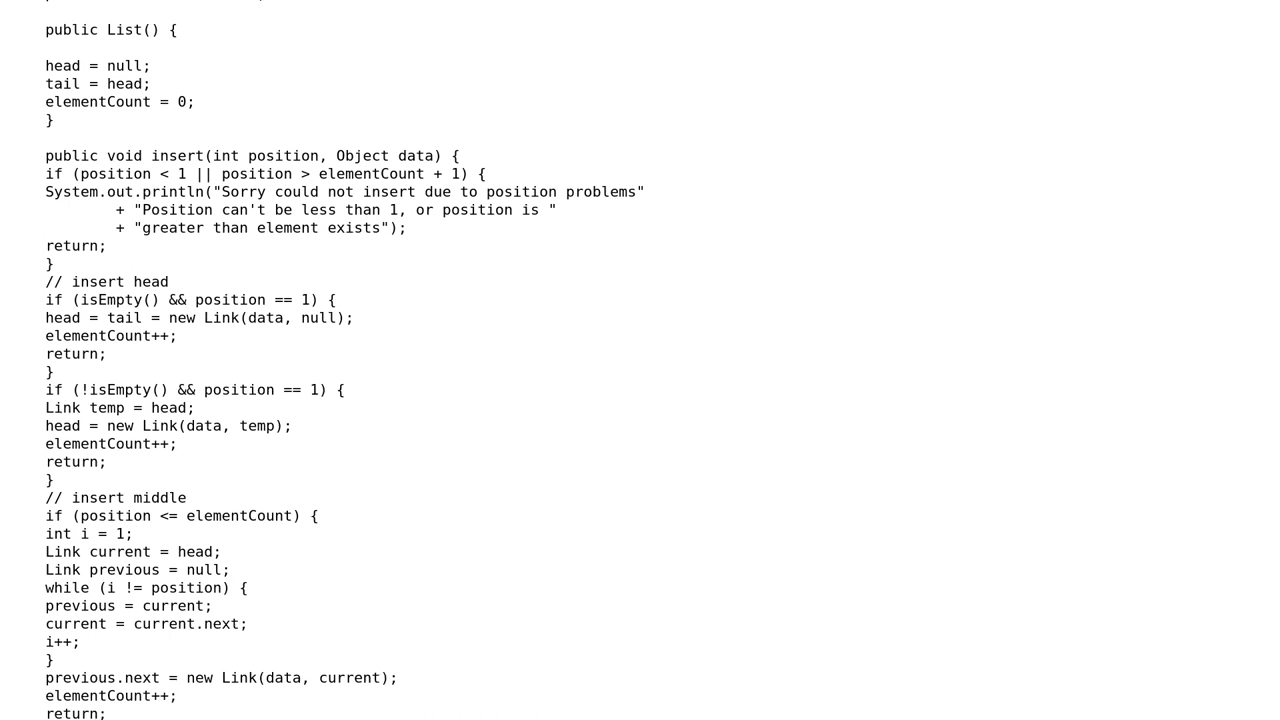 public List() {
head = null;
tail = head;
elementCount = 0;
}
public void insert(int position, Object data) {
if (position < 1 || position > elementCount + 1) {
System.out.println("Sorry could not insert due to position problems"
+ "Position can't be less than 1, or position is "
+ "greater than element exists");
return;
}
// insert head
if (isEmpty() && position == 1) {
head = tail = new Link(data, null);
elementCount++;
return;
}
if (!isEmpty() && position == 1) {
Link temp = head;
head = new Link(data, temp);
elementCount++;
return;
}
// insert middle
if (position <= elementCount) {
int i = 1;
Link current = head;
Link previous = null;
while (i != position) {
previous = current;
current = current.next;
i++;
}
previous.next = new Link(data, current);
elementCount++;
return;